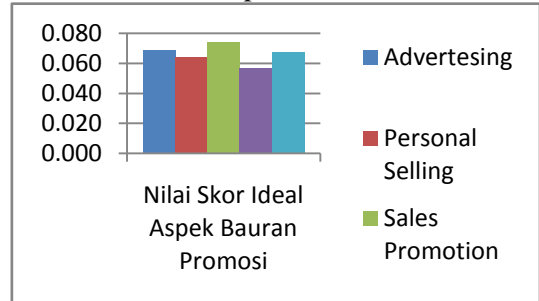 0.080
0.060
0.040
0.020
0.000
Nilai Skor Ideal
Aspek Bauran
Promosi
Advertesing
Personal
Selling
Sales
Promotion